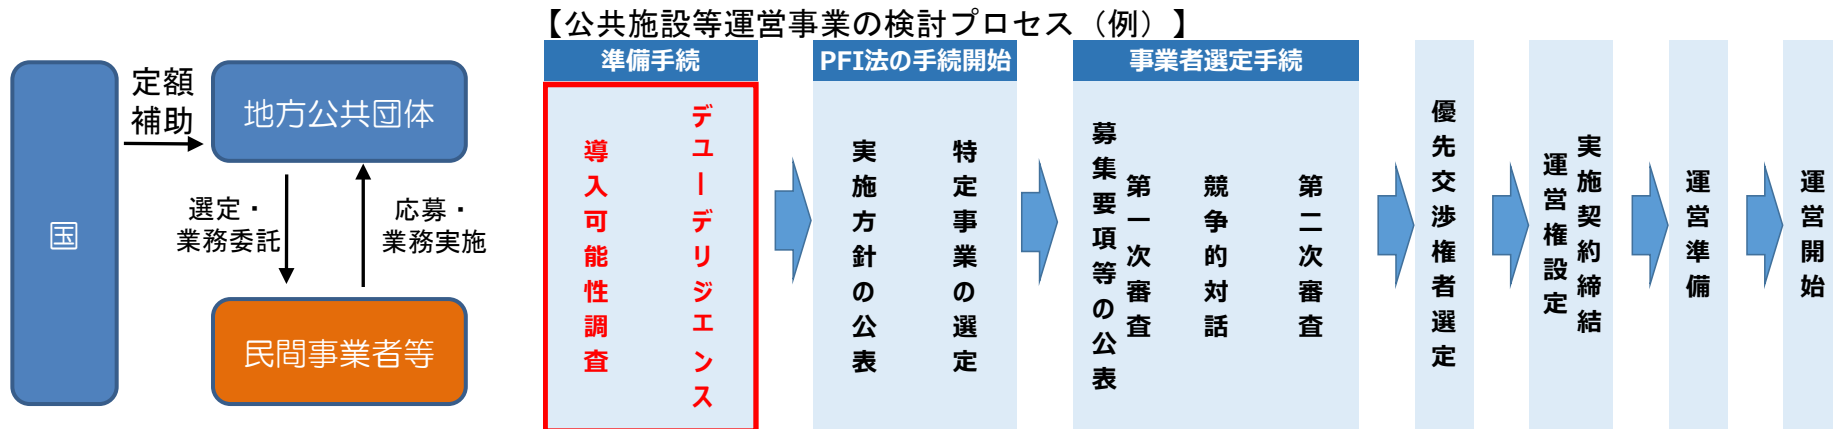 【公共施設等運営事業の検討プロセス（例）】
国
定額
補助
地方公共団体
選定・
業務委託
応募・
業務実施
民間事業者等
準備手続
導入可能性調査
デューデリジェンス
PFI法の手続開始
実施方針の公表
特定事業の選定
事業者選定手続
募集要項等の公表
第一次審査
競争的対話
第二次審査
優先交渉権者選定
実施契約締結
運営権設定
運営準備
運営開始